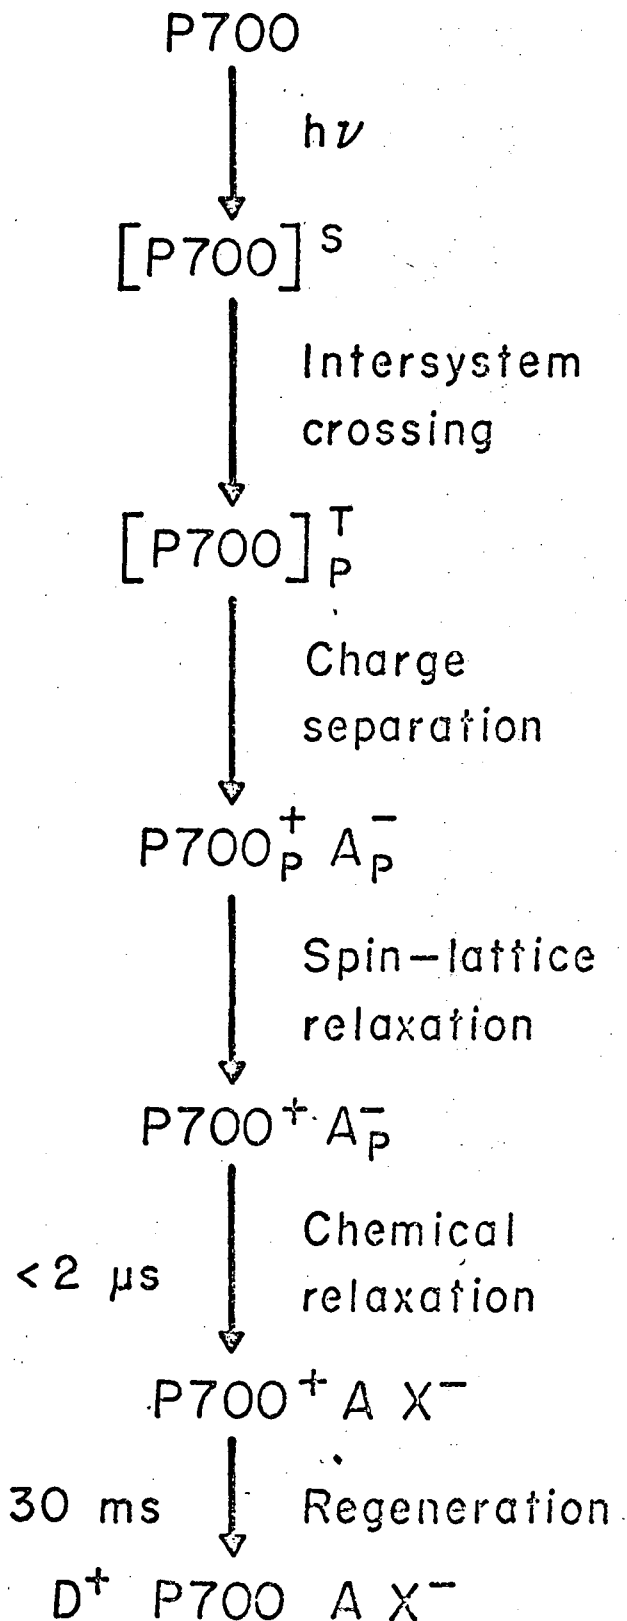 P700
hν
[P700]ˢ
Intersystem
crossing
[P700]ᵀ_P
Charge
separation
P700⁺_P A⁻_P
Spin–lattice
relaxation
P700⁺ A⁻_P
<2 μs
Chemical
relaxation
P700⁺ A X⁻
30 ms Regeneration
D⁺ P700 A X⁻